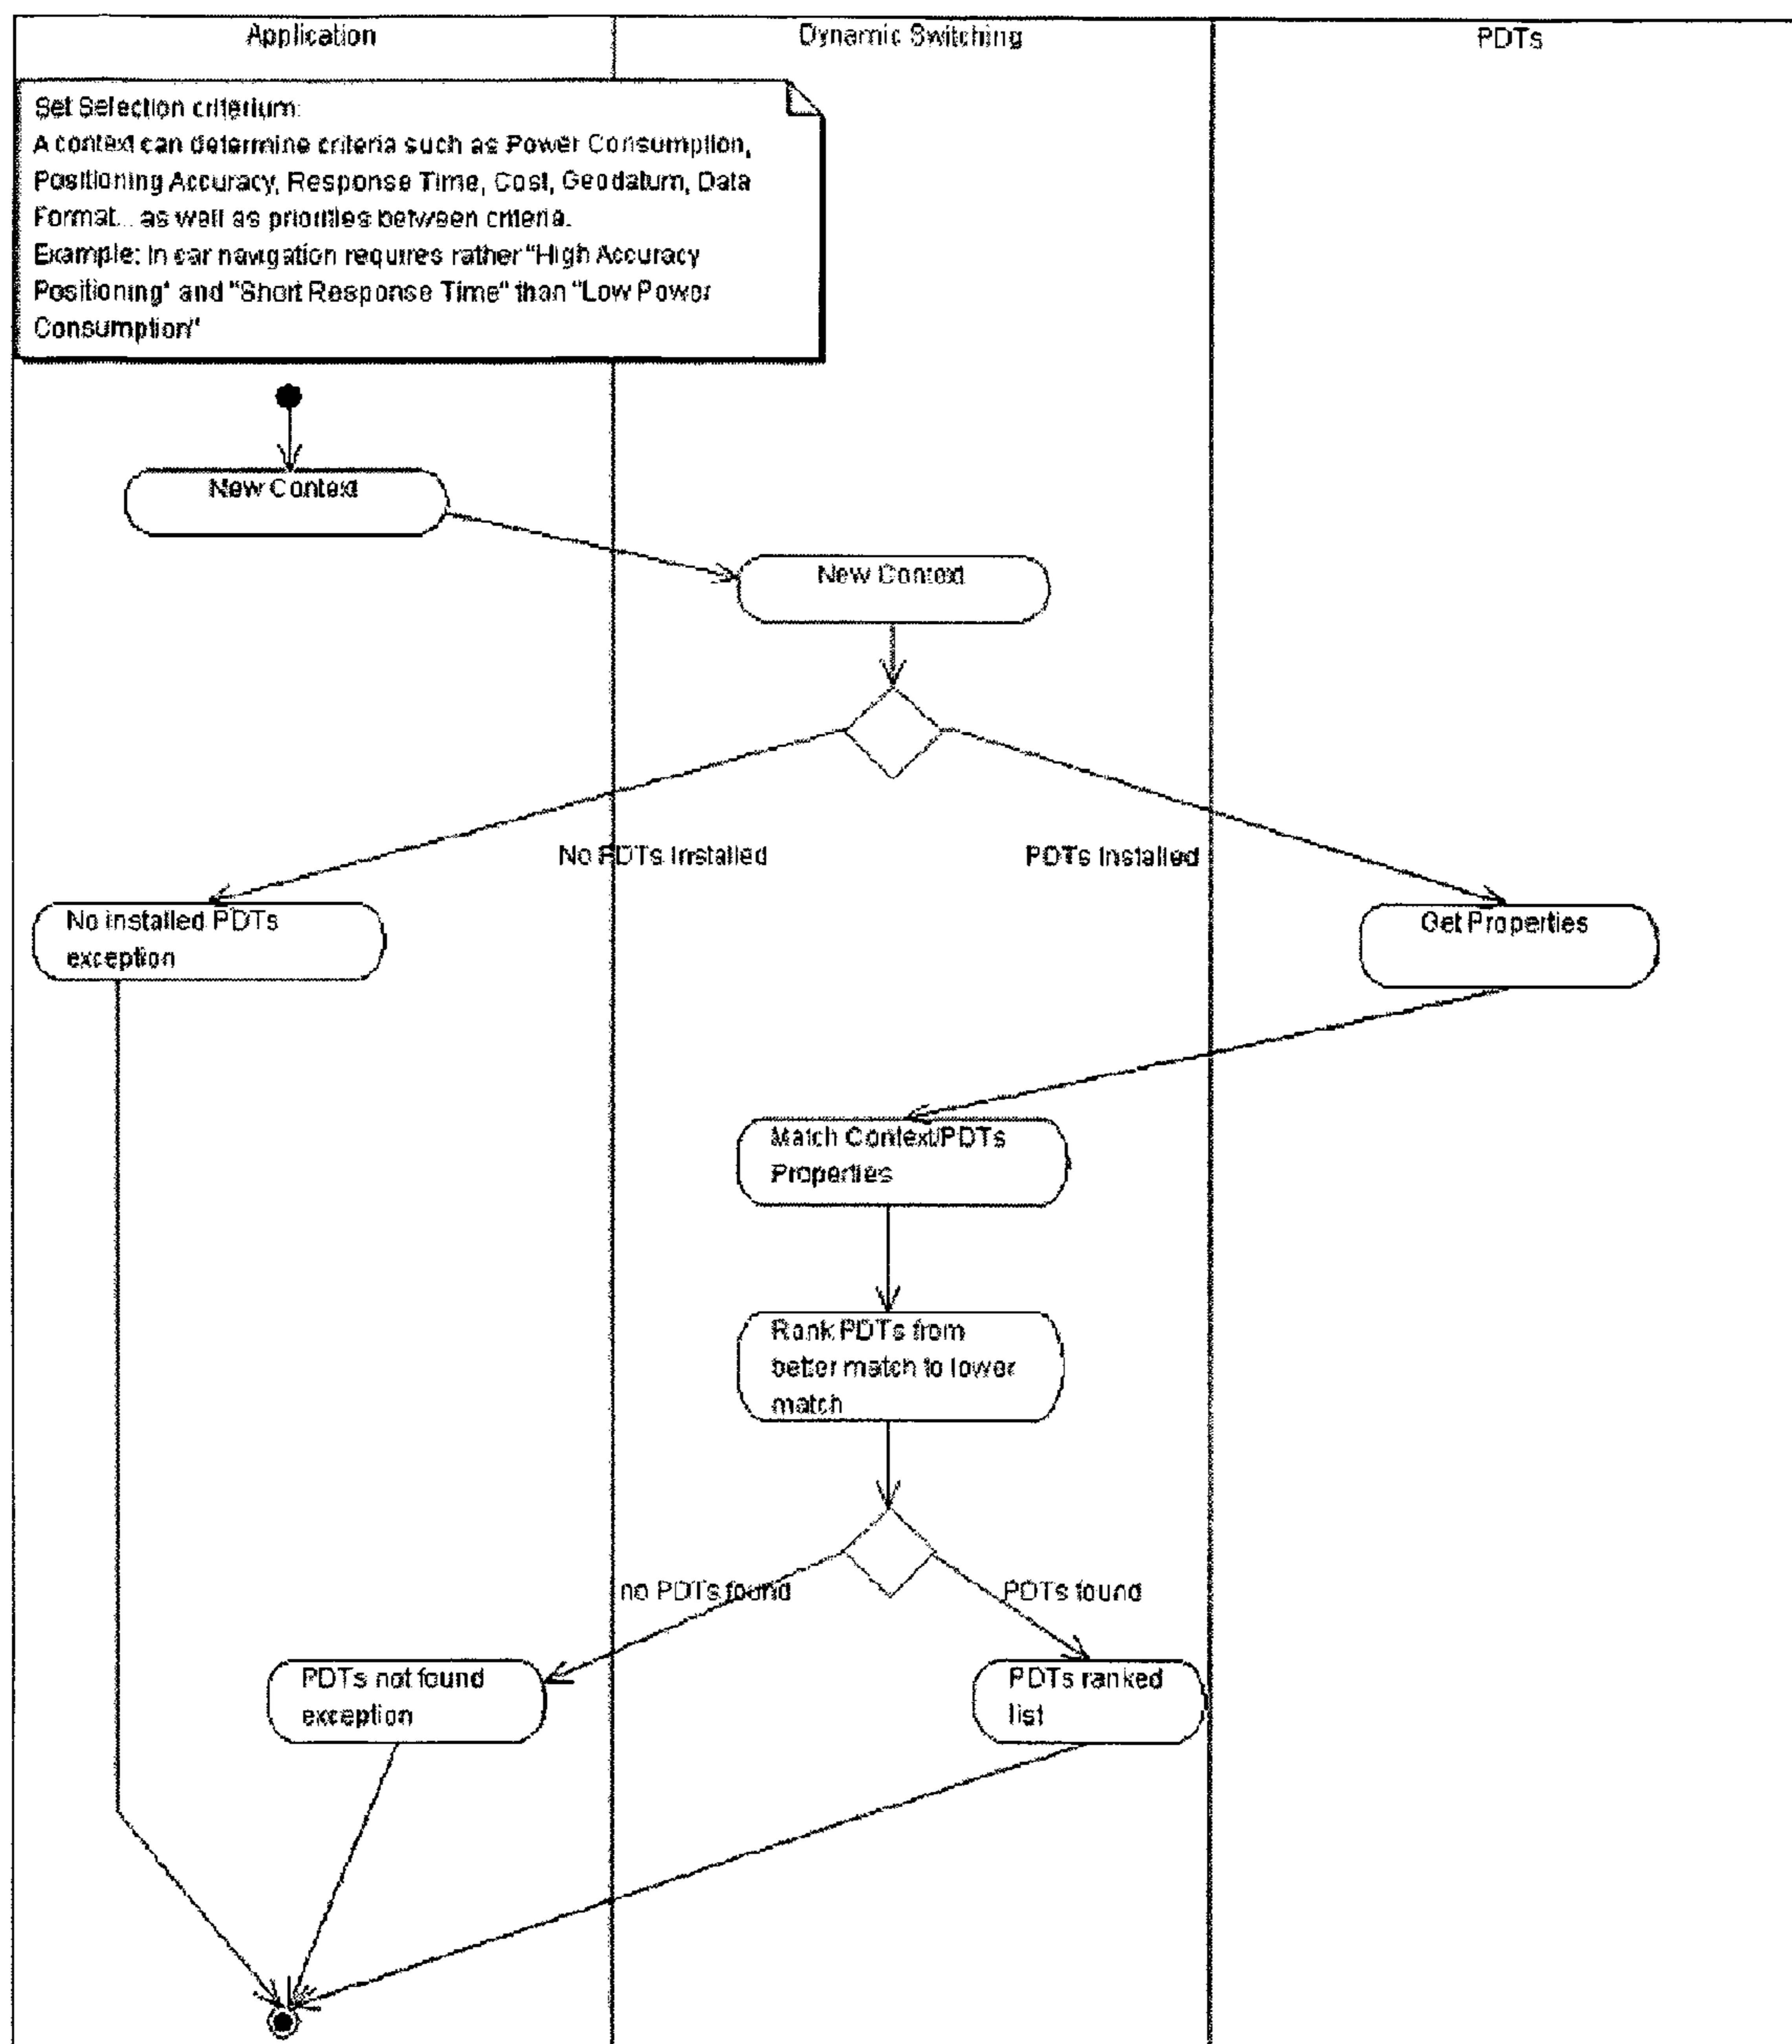 Application
Dynamic Switching
PDTs
Set Selection criterium:
A context can determine criteria such as Power Consumption,
Positioning Accuracy, Response Time, Cost, Geodatum, Data
Format... as well as priorities between criteria.
Example: In car navigation requires rather "High Accuracy
Positioning" and "Short Response Time" than "Low Power
Consumption"
New Context
New Context
No PDTs Installed
PDTs Installed
No installed PDTs
exception
Get Properties
Match Context/PDTs
Properties
Rank PDTs from
better match to lower
match
no PDTs found
PDTs found
PDTs not found
exception
PDTs ranked
list